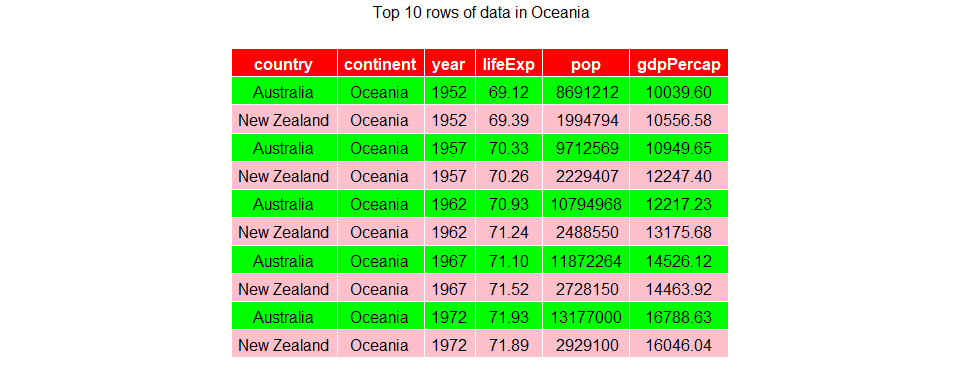 Top 10 rows of data in Oceania
country continent year lifeExp pop gdpPercap
Australia Oceania 1952 69.12 8691212 10039.60
New Zealand Oceania 1952 69.39 1994794 10556.58
Australia Oceania 1957 70.33 9712569 10949.65
New Zealand Oceania 1957 70.26 2229407 12247.40
Australia Oceania 1962 70.93 10794968 12217.23
New Zealand Oceania 1962 71.24 2488550 13175.68
Australia Oceania 1967 71.10 11872264 14526.12
New Zealand Oceania 1967 71.52 2728150 14463.92
Australia Oceania 1972 71.93 13177000 16788.63
New Zealand Oceania 1972 71.89 2929100 16046.04